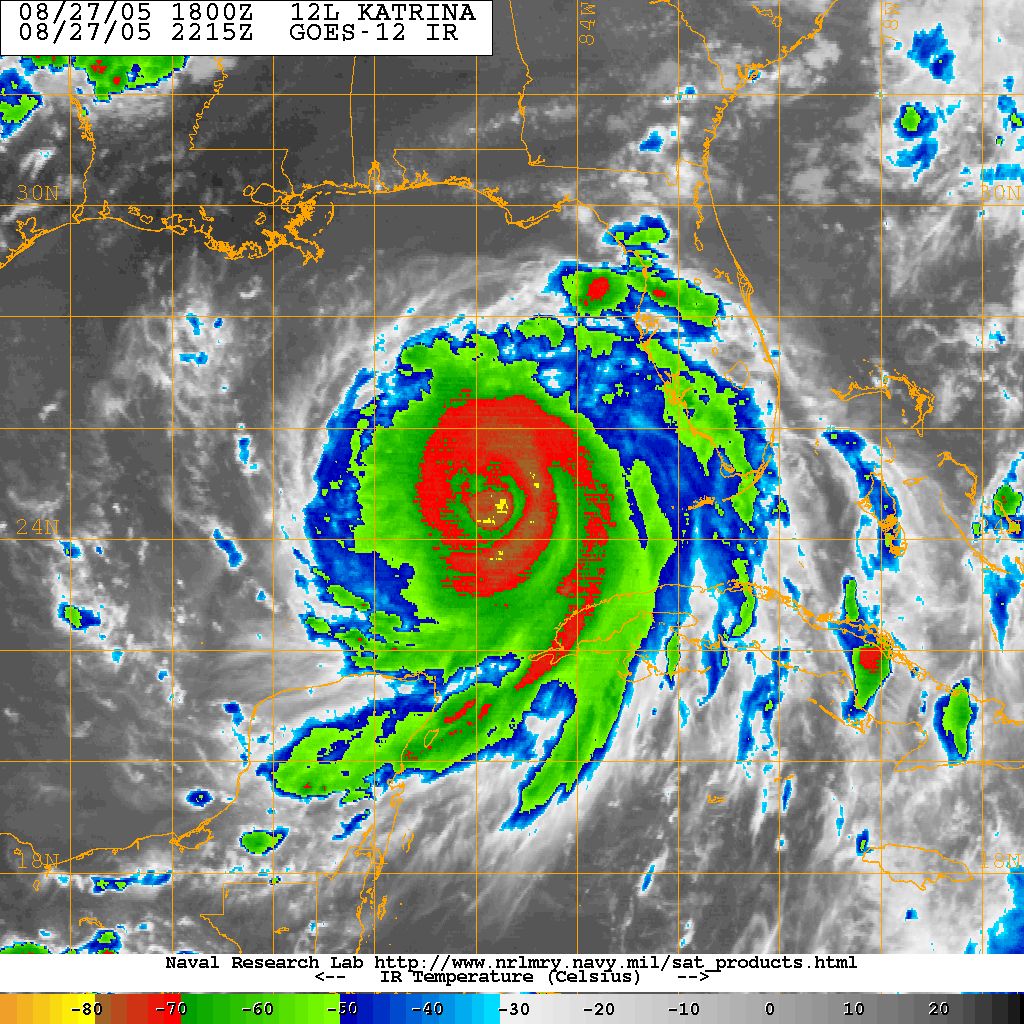 08/27/05 1800Z 12L KATRINA
08/27/05 2215Z GOES-12 IR
84W
78W
30N
30N
24N
24N
18N
18N
Naval Research Lab http://www.nrlmry.navy.mil/sat_products.html
<-- IR Temperature (Celsius) -->
-80 -70 -60 -50 -40 -30 -20 -10 0 10 20